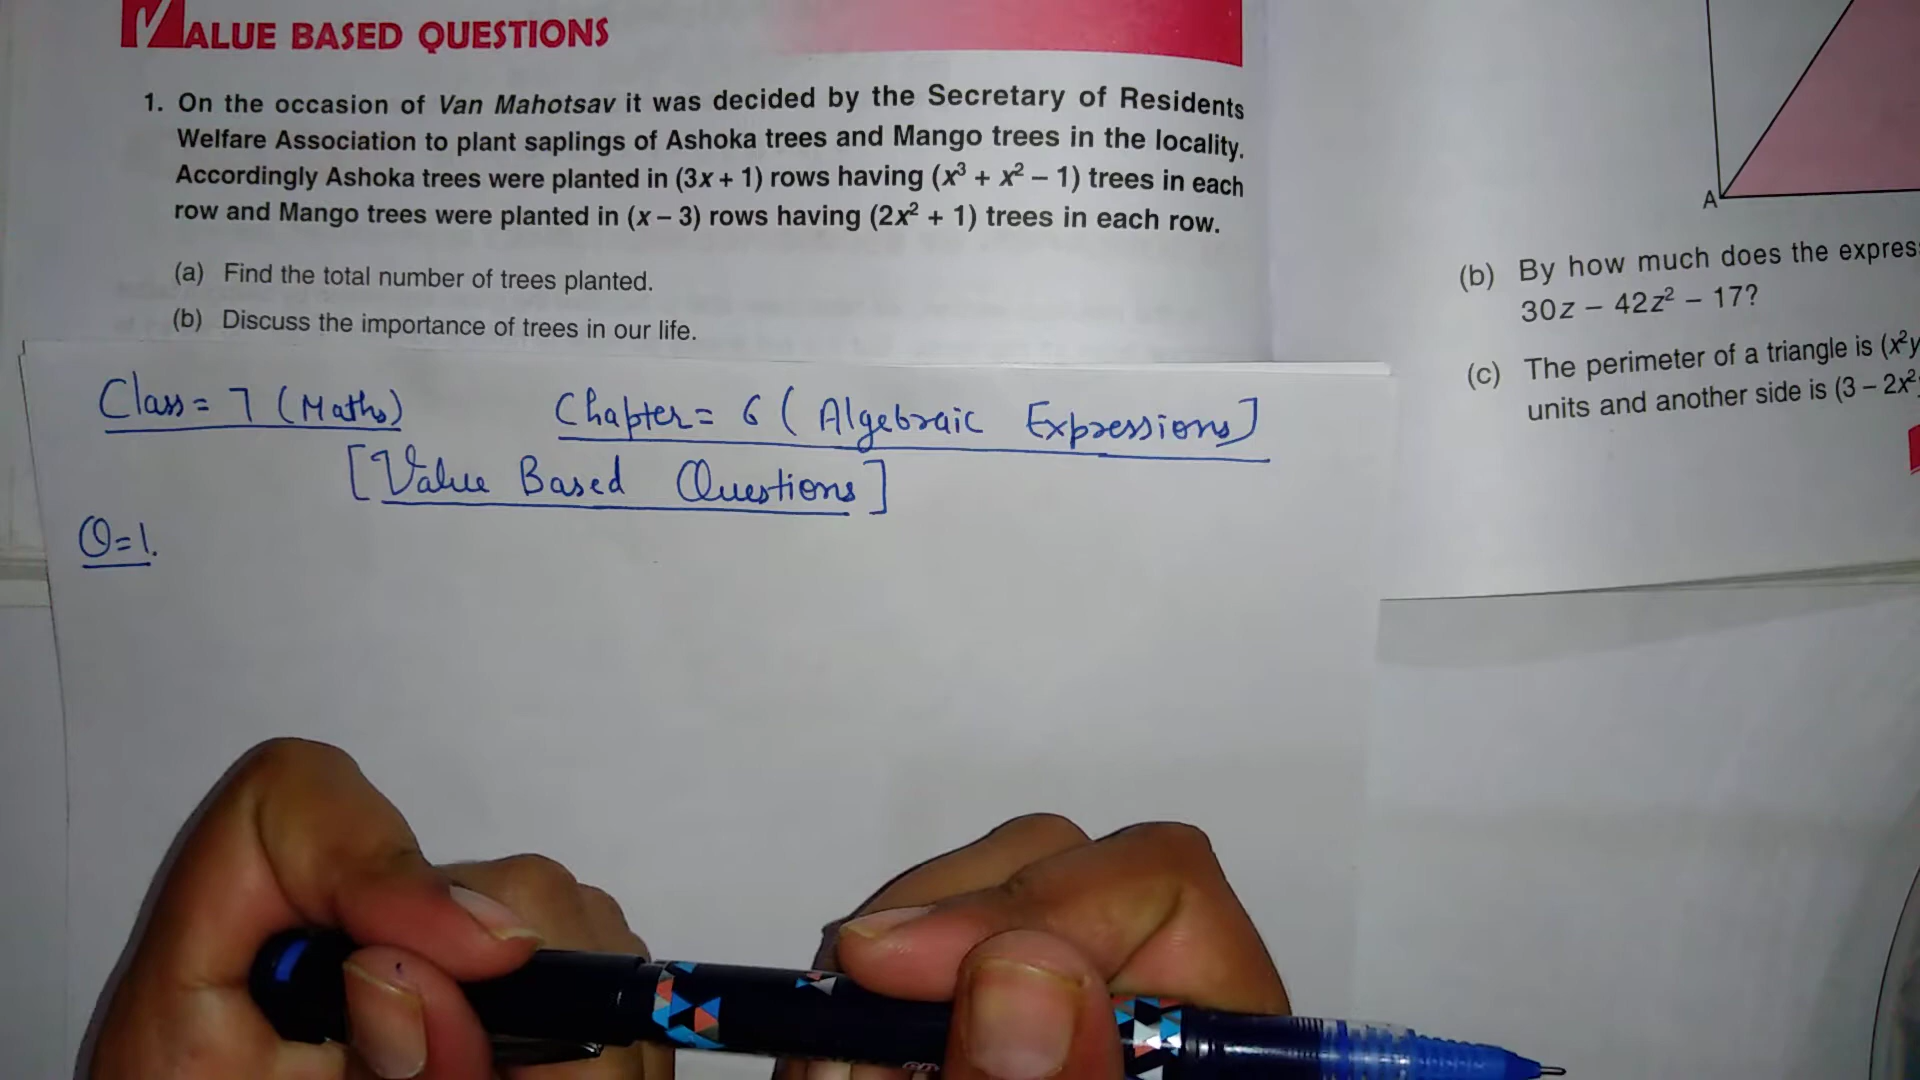 VALUE BASED QUESTIONS
1. On the occasion of Van Mahotsav it was decided by the Secretary of Residents
Welfare Association to plant saplings of Ashoka trees and Mango trees in the locality.
Accordingly Ashoka trees were planted in (3x + 1) rows having (x³ + x² – 1) trees in each
row and Mango trees were planted in (x – 3) rows having (2x² + 1) trees in each row.
(a) Find the total number of trees planted.
(b) Discuss the importance of trees in our life.
Class = 7 (Maths) Chapter = 6 ( Algebraic Expressions]
[Value Based Questions]
Q=1.
A
(b) By how much does the expres
30z – 42z² – 17?
(c) The perimeter of a triangle is (x²y
units and another side is (3 – 2x²